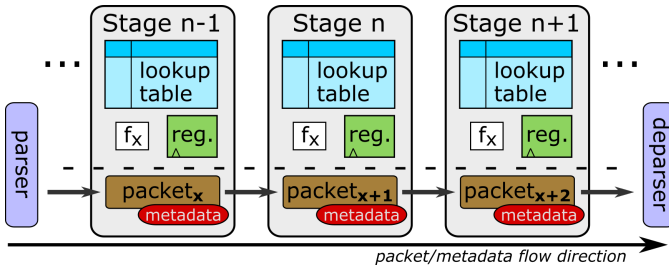 Stage n-1
Stage n
Stage n+1
...
...
lookup
table
lookup
table
lookup
table
parser
fx
reg.
fx
reg.
fx
reg.
deparser
packetx
metadata
packetx+1
metadata
packetx+2
metadata
packet/metadata flow direction